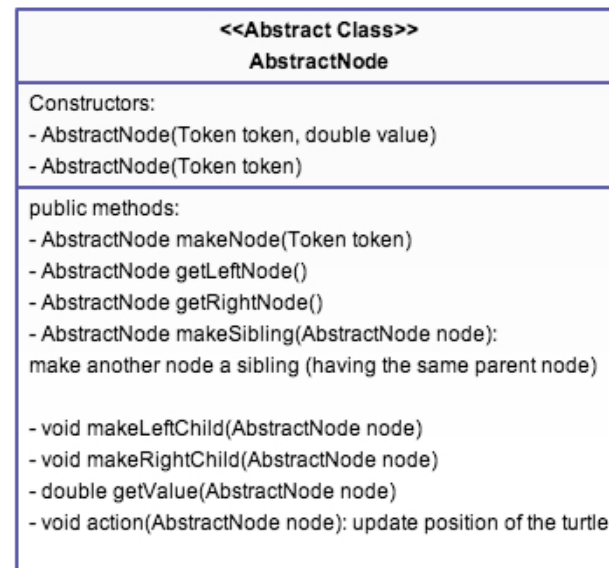 <<Abstract Class>>
AbstractNode
Constructors:
- AbstractNode(Token token, double value)
- AbstractNode(Token token)
public methods:
- AbstractNode makeNode(Token token)
- AbstractNode getLeftNode()
- AbstractNode getRightNode()
- AbstractNode makeSibling(AbstractNode node):
make another node a sibling (having the same parent node)
- void makeLeftChild(AbstractNode node)
- void makeRightChild(AbstractNode node)
- double getValue(AbstractNode node)
- void action(AbstractNode node): update position of the turtle